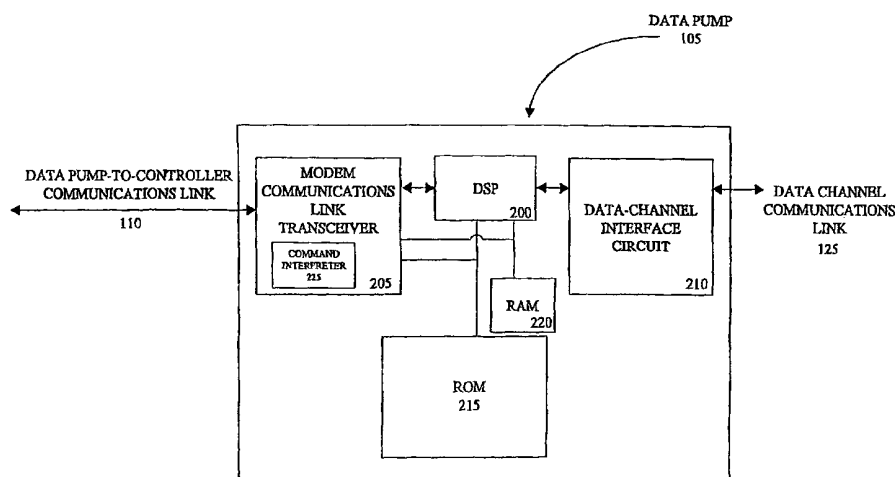 DATA PUMP
105
DATA PUMP-TO-CONTROLLER
COMMUNICATIONS LINK
110
MODEM
COMMUNICATIONS
LINK
TRANSCEIVER
COMMAND
INTERPRETER
225
205
DSP
200
DATA-CHANNEL
INTERFACE
CIRCUIT
210
DATA CHANNEL
COMMUNICATIONS
LINK
125
RAM
220
ROM
215